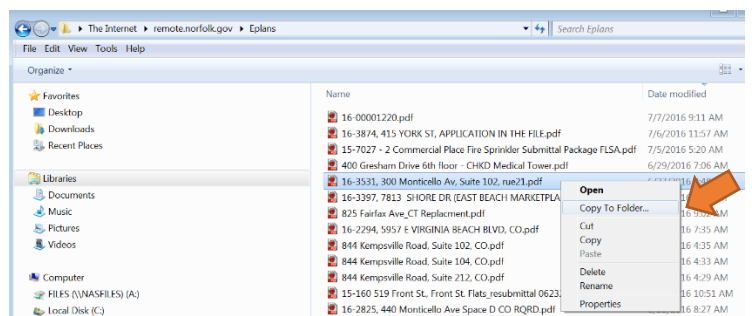 The Internet ▸ remote.norfolk.gov ▸ Eplans
Search Eplans
File Edit View Tools Help
Organize
Name
Date modified
Favorites
Desktop
Downloads
Recent Places
Libraries
Documents
Music
Pictures
Videos
Computer
FILES (\\NASFILES) (A:)
Local Disk (C:)
16-00001220.pdf 7/7/2016 9:11 AM
16-3874, 415 YORK ST, APPLICATION IN THE FILE.pdf 7/6/2016 11:57 AM
15-7027 - 2 Commercial Place Fire Sprinkler Submittal Package FLSA.pdf 7/5/2016 5:20 AM
400 Gresham Drive 6th floor - CHKD Medical Tower.pdf 6/29/2016 7:06 AM
16-3531, 300 Monticello Av, Suite 102, rue21.pdf
16-3397, 7813 SHORE DR (EAST BEACH MARKETPLA
825 Fairfax Ave_CT Replacment.pdf
16-2294, 5957 E VIRGINIA BEACH BLVD, CO.pdf 16 7:35 AM
844 Kempsville Road, Suite 102, CO.pdf 16 4:35 AM
844 Kempsville Road, Suite 104, CO.pdf 16 4:33 AM
844 Kempsville Road, Suite 212, CO.pdf 16 4:29 AM
15-160 519 Front St., Front St. Flats_resubmittal 0623. 16 10:51 AM
16-2825, 440 Monticello Ave Space D CO RQRD.pdf 16 8:27 AM
Open
Copy To Folder...
Cut
Copy
Paste
Delete
Rename
Properties